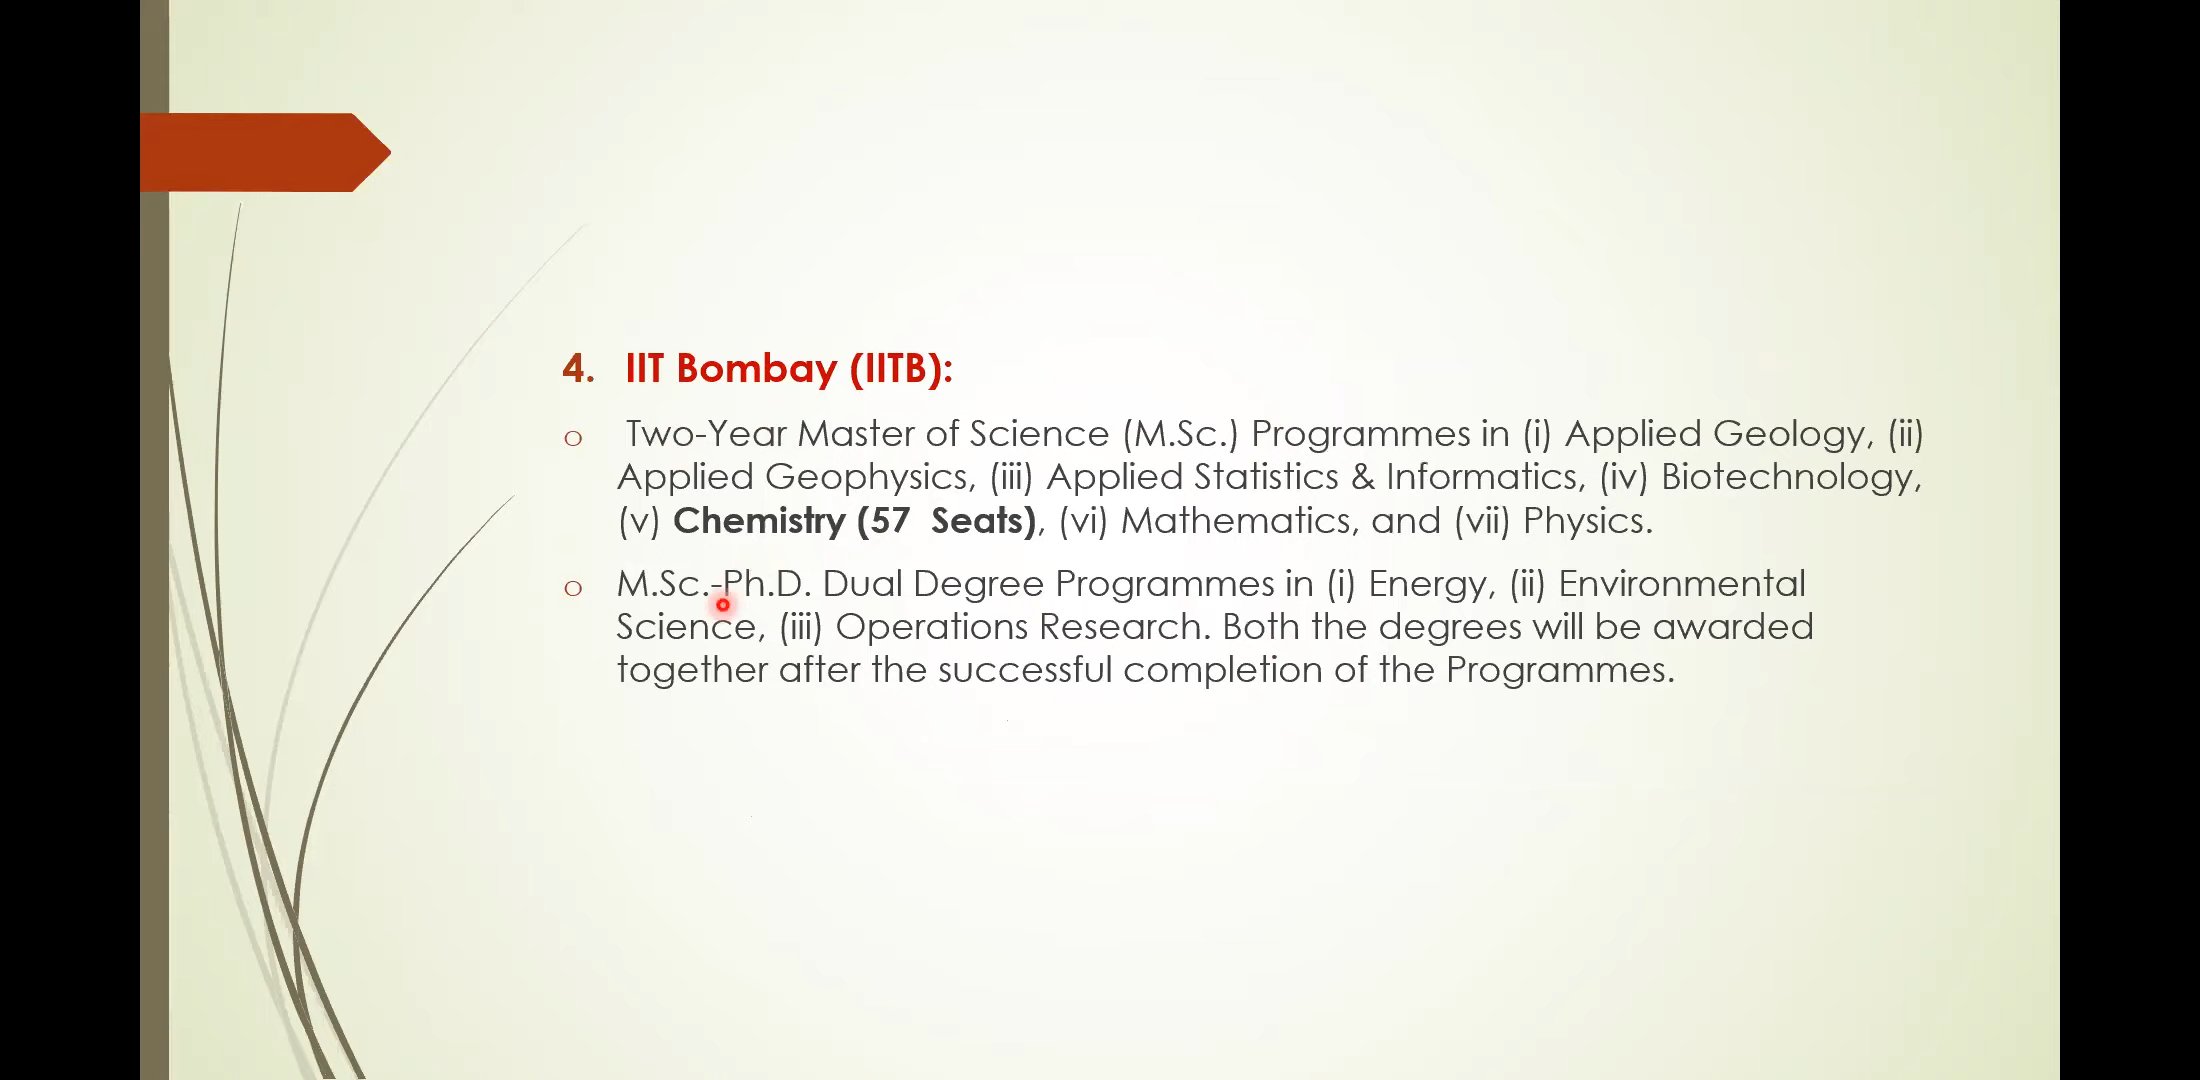 4. IIT Bombay (IITB):
o Two-Year Master of Science (M.Sc.) Programmes in (i) Applied Geology, (ii)
Applied Geophysics, (iii) Applied Statistics & Informatics, (iv) Biotechnology,
(v) Chemistry (57  Seats), (vi) Mathematics, and (vii) Physics.
o M.Sc.-Ph.D. Dual Degree Programmes in (i) Energy, (ii) Environmental
Science, (iii) Operations Research. Both the degrees will be awarded
together after the successful completion of the Programmes.